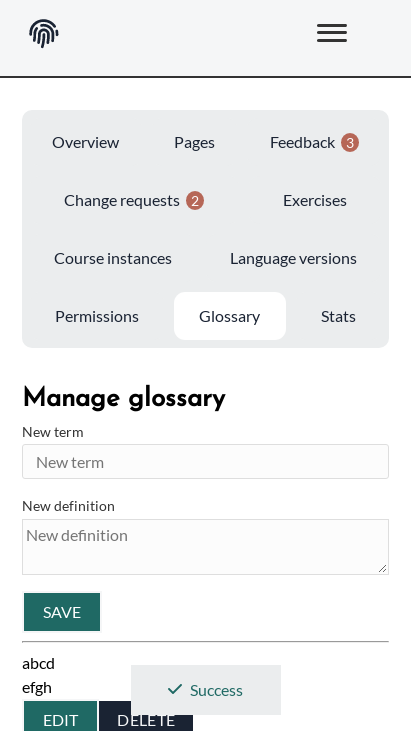 Overview Pages Feedback 3
Change requests 2 Exercises
Course instances Language versions
Permissions Glossary Stats
Manage glossary
New term
New term
New definition
New definition
SAVE
abcd
efgh
Success
EDIT DELETE